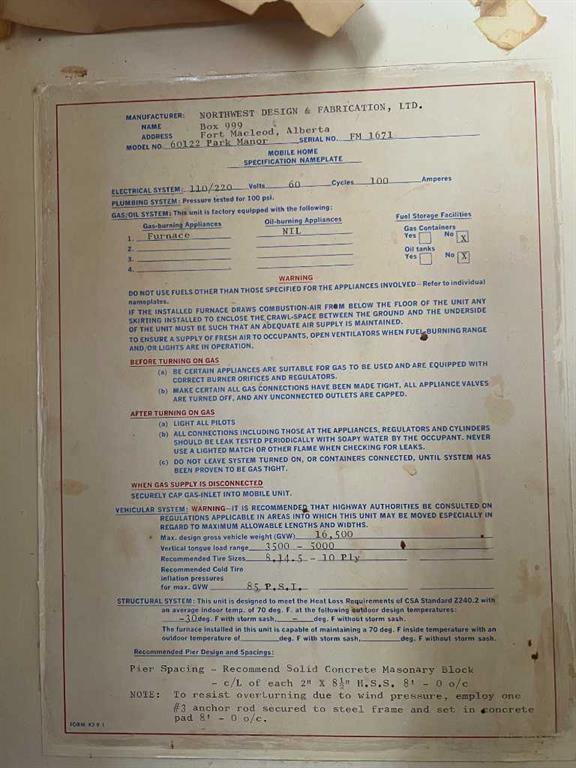 MANUFACTURER: NORTHWEST DESIGN & FABRICATION, LTD.
NAME Box 999
ADDRESS Fort Macleod, Alberta
MODEL NO. 60122 Park Manor SERIAL NO. FM 1671
MOBILE HOME
SPECIFICATION NAMEPLATE
ELECTRICAL SYSTEM: 110/220 Volts 60 Cycles 100 Amperes
PLUMBING SYSTEM: Pressure tested for 100 psi.
GAS/OIL SYSTEM: This unit is factory equipped with the following:
Gas-burning Appliances Oil-burning Appliances Fuel Storage Facilities
1. Furnace NIL Gas Containers
2. Yes No X
3. Oil tanks
4. Yes No X
WARNING
DO NOT USE FUELS OTHER THAN THOSE SPECIFIED FOR THE APPLIANCES INVOLVED—Refer to individual
nameplates.
IF THE INSTALLED FURNACE DRAWS COMBUSTION-AIR FROM BELOW THE FLOOR OF THE UNIT ANY
SKIRTING INSTALLED TO ENCLOSE THE CRAWL-SPACE BETWEEN THE GROUND AND THE UNDERSIDE
OF THE UNIT MUST BE SUCH THAT AN ADEQUATE AIR SUPPLY IS MAINTAINED.
TO ENSURE A SUPPLY OF FRESH AIR TO OCCUPANTS, OPEN VENTILATORS WHEN FUEL-BURNING RANGE
AND/OR LIGHTS ARE IN OPERATION.
BEFORE TURNING ON GAS
(a) BE CERTAIN APPLIANCES ARE SUITABLE FOR GAS TO BE USED AND ARE EQUIPPED WITH
CORRECT BURNER ORIFICES AND REGULATORS.
(b) MAKE CERTAIN ALL GAS CONNECTIONS HAVE BEEN MADE TIGHT, ALL APPLIANCE VALVES
ARE TURNED OFF, AND ANY UNCONNECTED OUTLETS ARE CAPPED.
AFTER TURNING ON GAS
(a) LIGHT ALL PILOTS
(b) ALL CONNECTIONS INCLUDING THOSE AT THE APPLIANCES, REGULATORS AND CYLINDERS
SHOULD BE LEAK TESTED PERIODICALLY WITH SOAPY WATER BY THE OCCUPANT. NEVER
USE A LIGHTED MATCH OR OTHER FLAME WHEN CHECKING FOR LEAKS.
(c) DO NOT LEAVE SYSTEM TURNED ON, OR CONTAINERS CONNECTED, UNTIL SYSTEM HAS
BEEN PROVEN TO BE GAS TIGHT.
WHEN GAS SUPPLY IS DISCONNECTED
SECURELY CAP GAS-INLET INTO MOBILE UNIT.
VEHICULAR SYSTEM: WARNING—IT IS RECOMMENDED THAT HIGHWAY AUTHORITIES BE CONSULTED ON
REGULATIONS APPLICABLE IN AREAS INTO WHICH THIS UNIT MAY BE MOVED ESPECIALLY IN
REGARD TO MAXIMUM ALLOWABLE LENGTHS AND WIDTHS.
Max. design gross vehicle weight (GVW) 16,500
Vertical tongue load range 3500 - 5000
Recommended Tire Sizes 8.14.5 - 10 Ply
Recommended Cold Tire
inflation pressures
for max. GVW 85 P.S.I.
STRUCTURAL SYSTEM: This unit is designed to meet the Heat Loss Requirements of CSA Standard Z240.2 with
an average indoor temp. of 70 deg. F. at the following outdoor design temperatures:
-30 deg. F with storm sash, - deg. F without storm sash.
The furnace installed in this unit is capable of maintaining a 70 deg. F inside temperature with an
outdoor temperature of deg. F with storm sash, deg. F without storm sash.
Recommended Pier Design and Spacings:
Pier Spacing - Recommend Solid Concrete Masonary Block
- c/L of each 2" X 8½" H.S.S. 8' - 0 o/c
NOTE: To resist overturning due to wind pressure, employ one
#3 anchor rod secured to steel frame and set in concrete
pad 8' - 0 o/c.